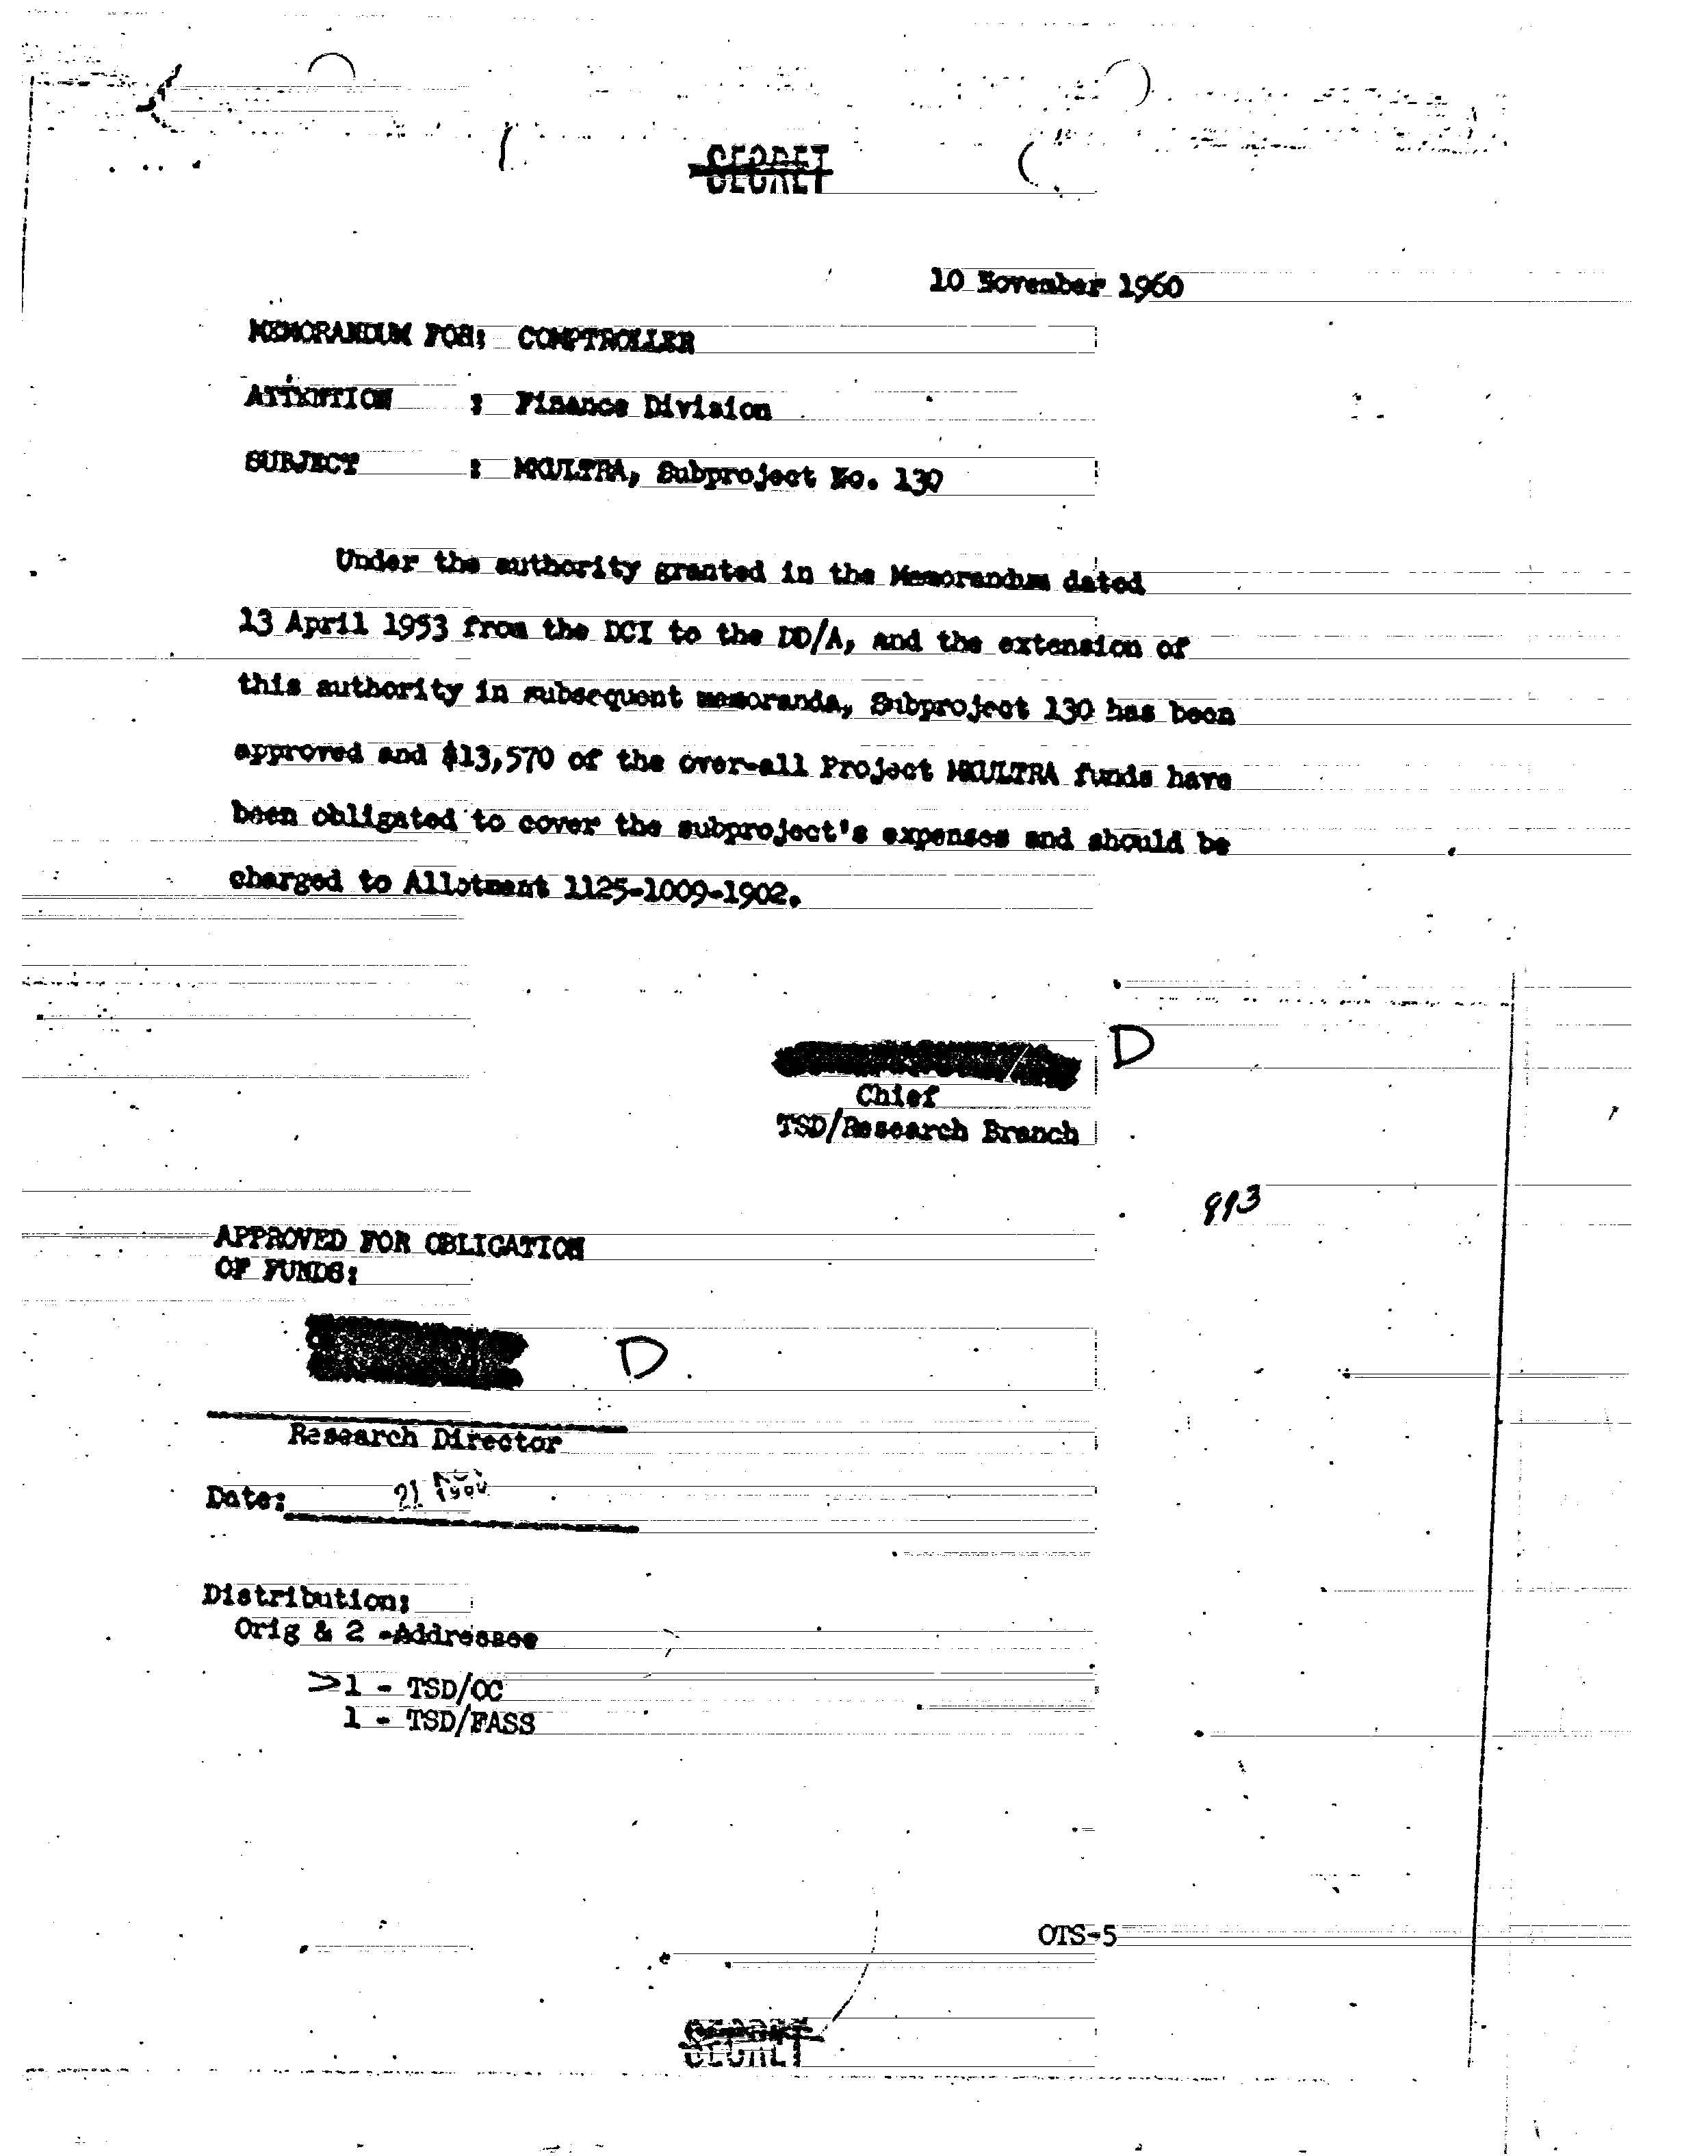 SECRET
10 November 1960
MEMORANDUM FOR: COMPTROLLER
ATTENTION : Finance Division
SUBJECT : MKULTRA, Subproject No. 130
Under the authority granted in the Memorandum dated
13 April 1953 from the DCI to the DD/A, and the extension of
this authority in subsequent memoranda, Subproject 130 has been
approved and $13,570 of the over-all Project MKULTRA funds have
been obligated to cover the subproject's expenses and should be
charged to Allotment 1125-1009-1902.
D
Chief
TSD/Research Branch
APPROVED FOR OBLIGATION
OF FUNDS:
D
Research Director
Date: 21
Distribution:
Orig & 2 -Addressee
>1 - TSD/OC
1 - TSD/FASS
OTS-5
SECRET